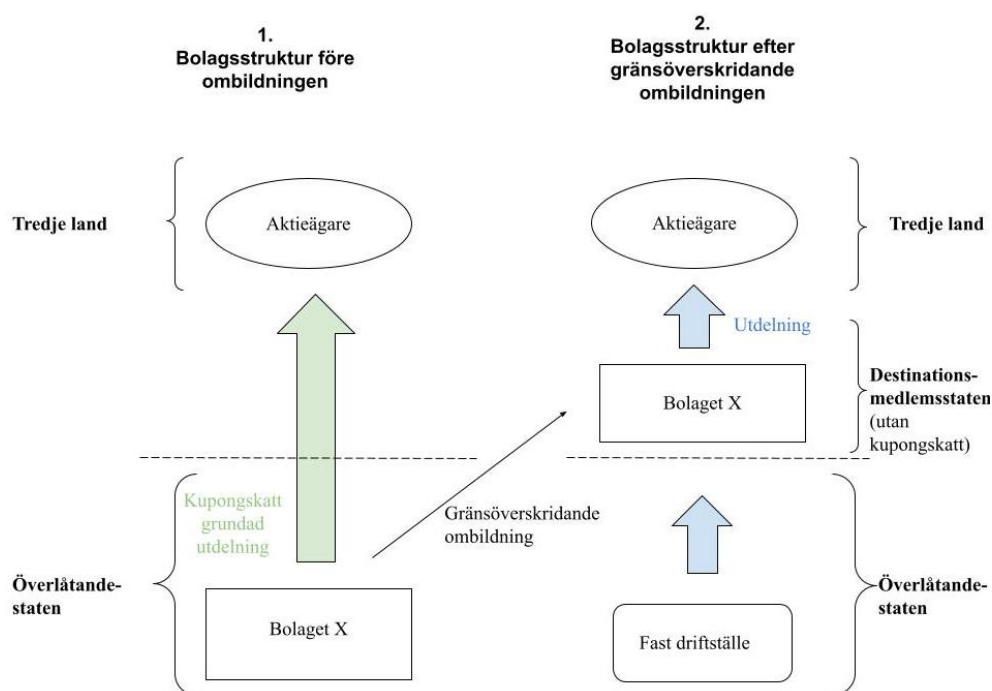 1.
Bolagsstruktur före
ombildningen
Tredje land
Aktieägare
Kupongskatt
grundad
utdelning
Gränsöverskridande
ombildning
Överlåtande-
staten
Bolaget X
2.
Bolagsstruktur efter
gränsöverskridande
ombildningen
Aktieägare
Tredje land
Utdelning
Bolaget X
Destinations-
medlemsstaten
(utan
kupongskatt)
Fast driftställe
Överlåtande-
staten